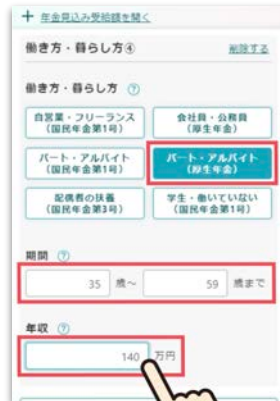 + 年金見込み受給額を開く
働き方・暮らし方④ 削除する
働き方・暮らし方 ?
自営業・フリーランス
(国民年金第1号)
会社員・公務員
(厚生年金)
パート・アルバイト
(国民年金第1号)
パート・アルバイト
(厚生年金)
配偶者の扶養
(国民年金第3号)
学生・働いていない
(国民年金第1号)
期間 ?
35 歳~ 59 歳まで
年収 ?
140 万円